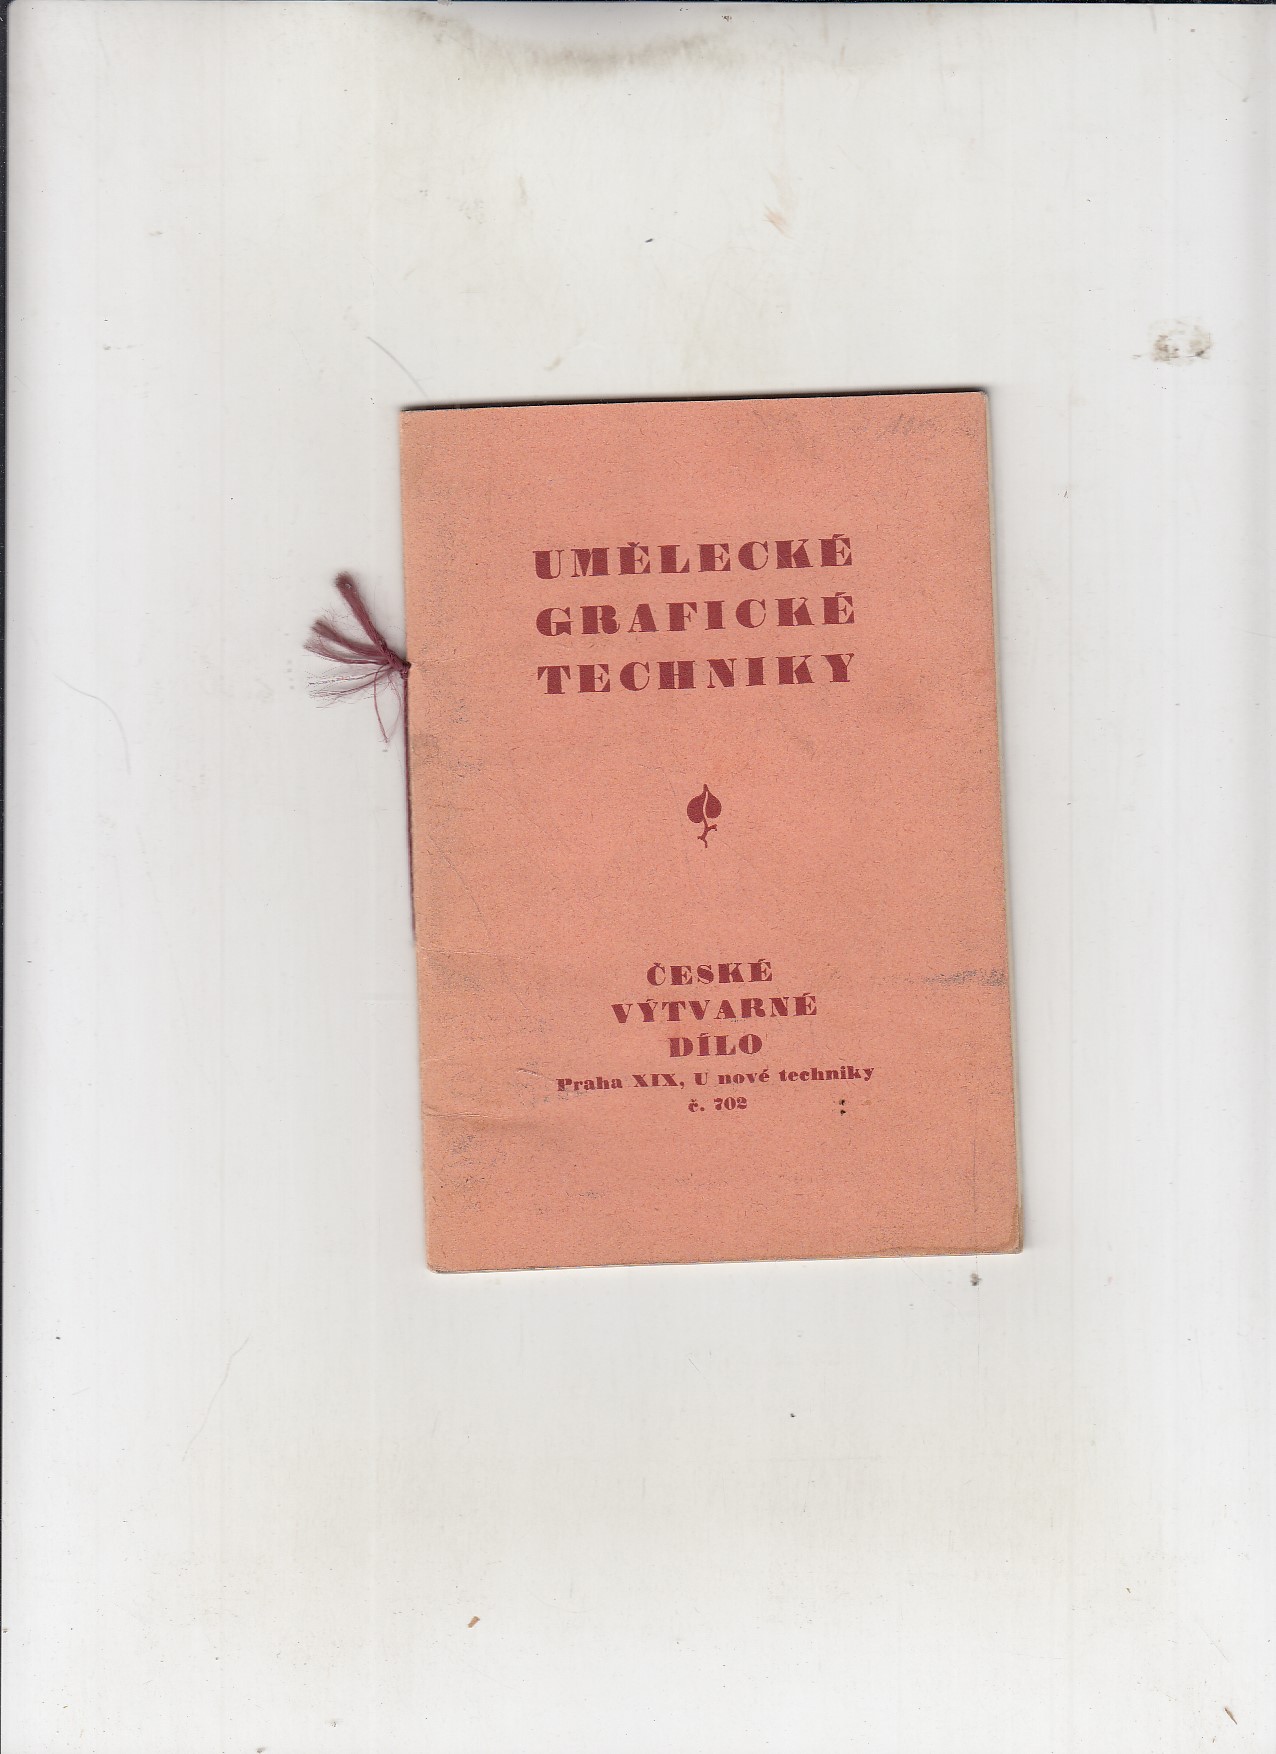 UMĚLECKÉ
GRAFICKÉ
TECHNIKY
ČESKÉ
VÝTVARNÉ
DÍLO
Praha XIX, U nové techniky
č. 702